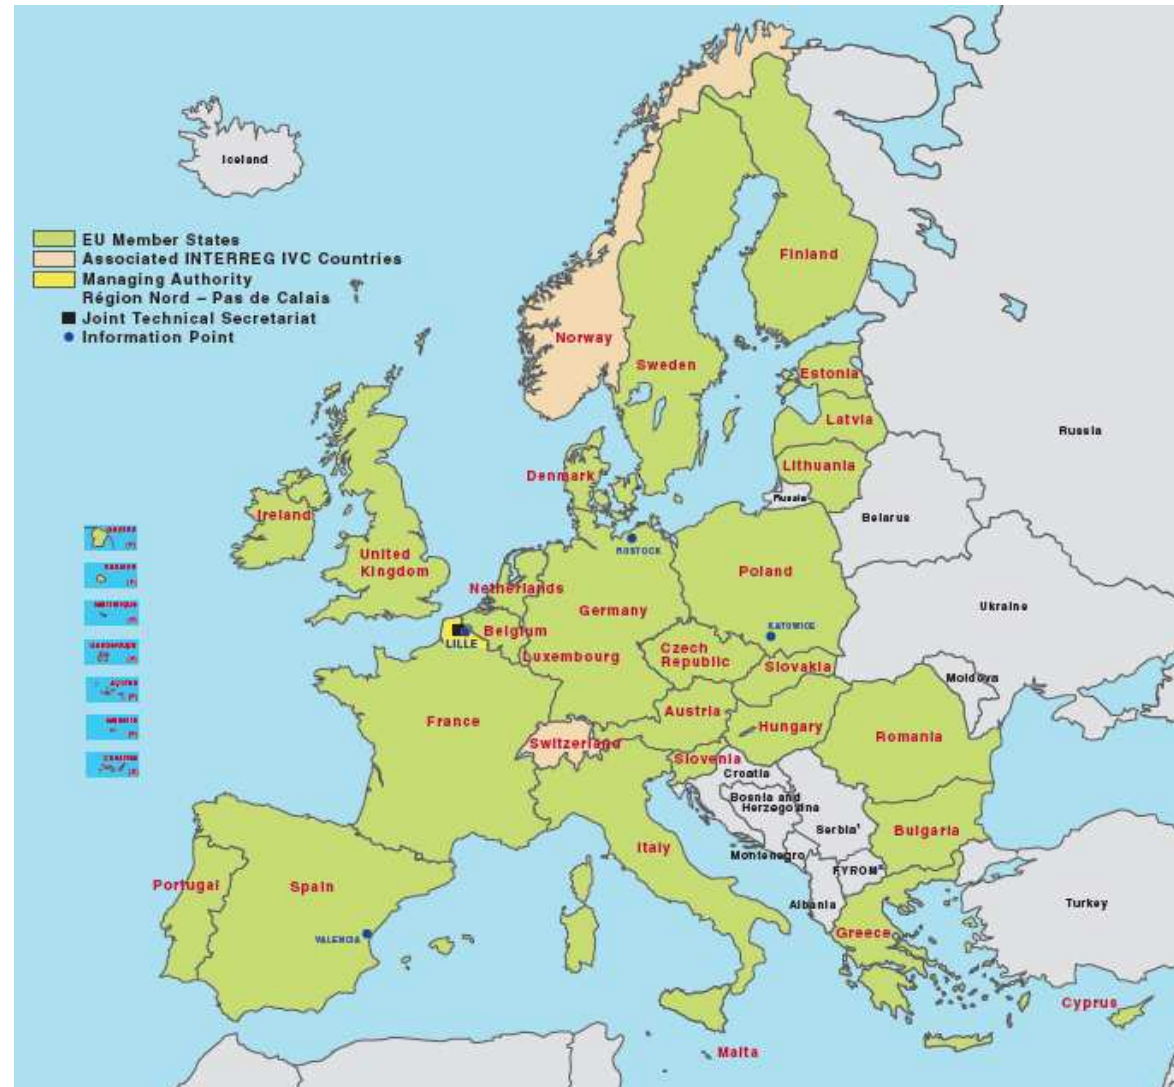 Iceland
EU Member States
Associated INTERREG IVC Countries
Managing Authority
Région Nord – Pas de Calais
Joint Technical Secretariat
Information Point
Finland
Norway
Sweden
Estonia
Latvia
Russia
Lithuania
Denmark
Russia
Belarus
Ireland
ROSTOCK
United
Kingdom
Poland
Netherlands
Germany
Ukraine
KATOWICE
LILLE
Belgium
Luxembourg
Czech
Republic
Slovakia
Moldova
Austria
France
Hungary
Romania
Switzerland
Slovenia
Croatia
Bosnia and
Herzegovina
Serbia¹
Bulgaria
Italy
Montenegro
FYROM²
Portugal
Spain
Albania
Turkey
VALENCIA
Greece
Cyprus
Malta